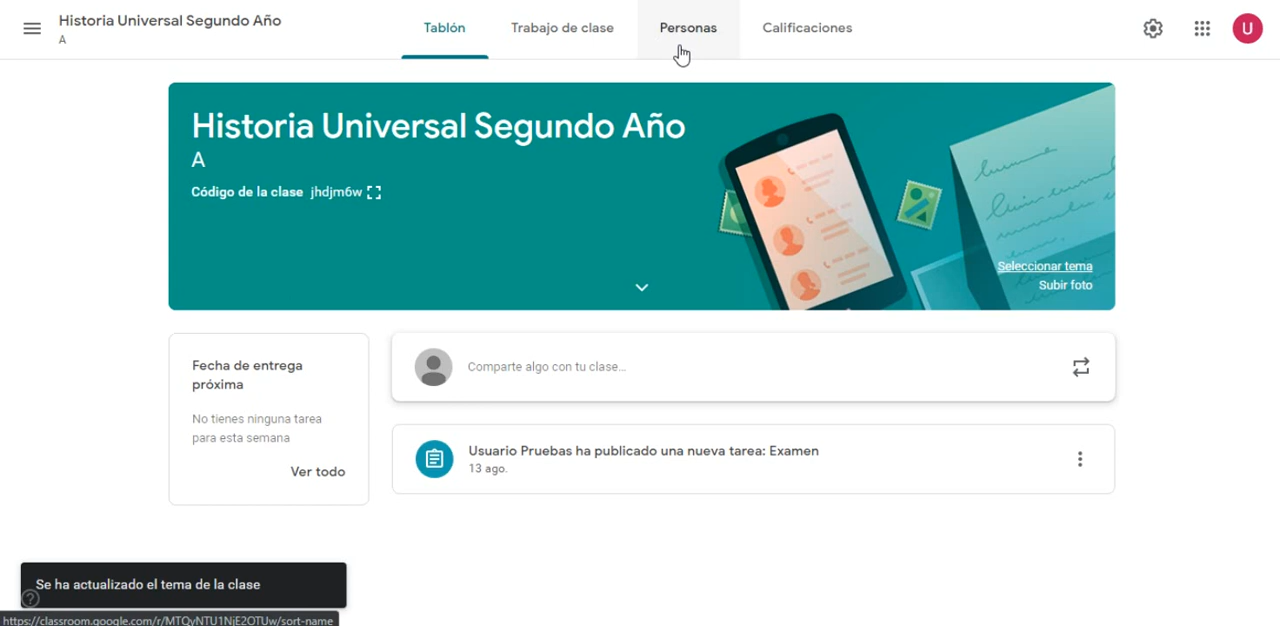 Historia Universal Segundo Año
A
Tablón
Trabajo de clase
Personas
Calificaciones
U
Historia Universal Segundo Año
A
Código de la clase jhdjm6w
Seleccionar tema
Subir foto
Fecha de entrega
próxima
No tienes ninguna tarea
para esta semana
Ver todo
Comparte algo con tu clase...
Usuario Pruebas ha publicado una nueva tarea: Examen
13 ago.
Se ha actualizado el tema de la clase
https://classroom.google.com/r/MTQyNTU1NjE2OTUw/sort-name